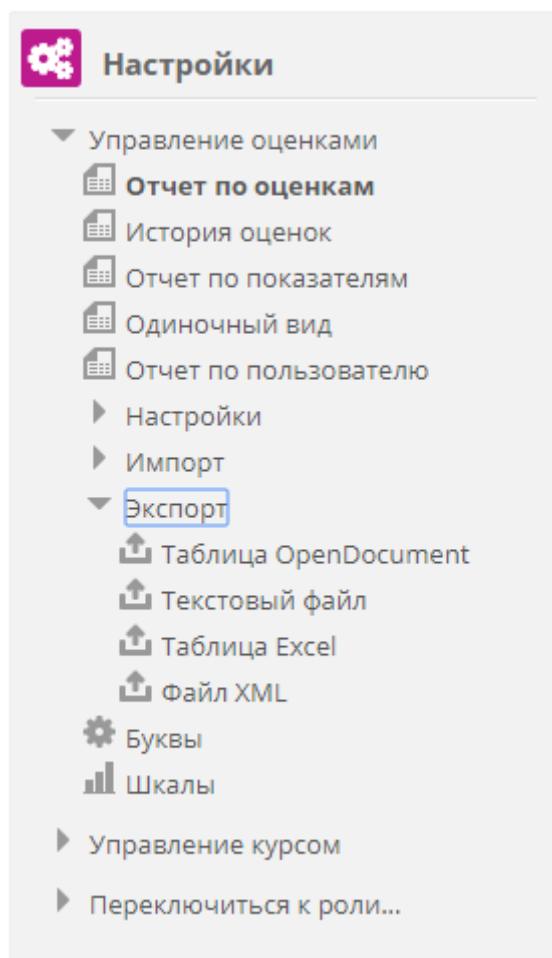 Настройки
Управление оценками
Отчет по оценкам
История оценок
Отчет по показателям
Одиночный вид
Отчет по пользователю
Настройки
Импорт
Экспорт
Таблица OpenDocument
Текстовый файл
Таблица Excel
Файл XML
Буквы
Шкалы
Управление курсом
Переключиться к роли...